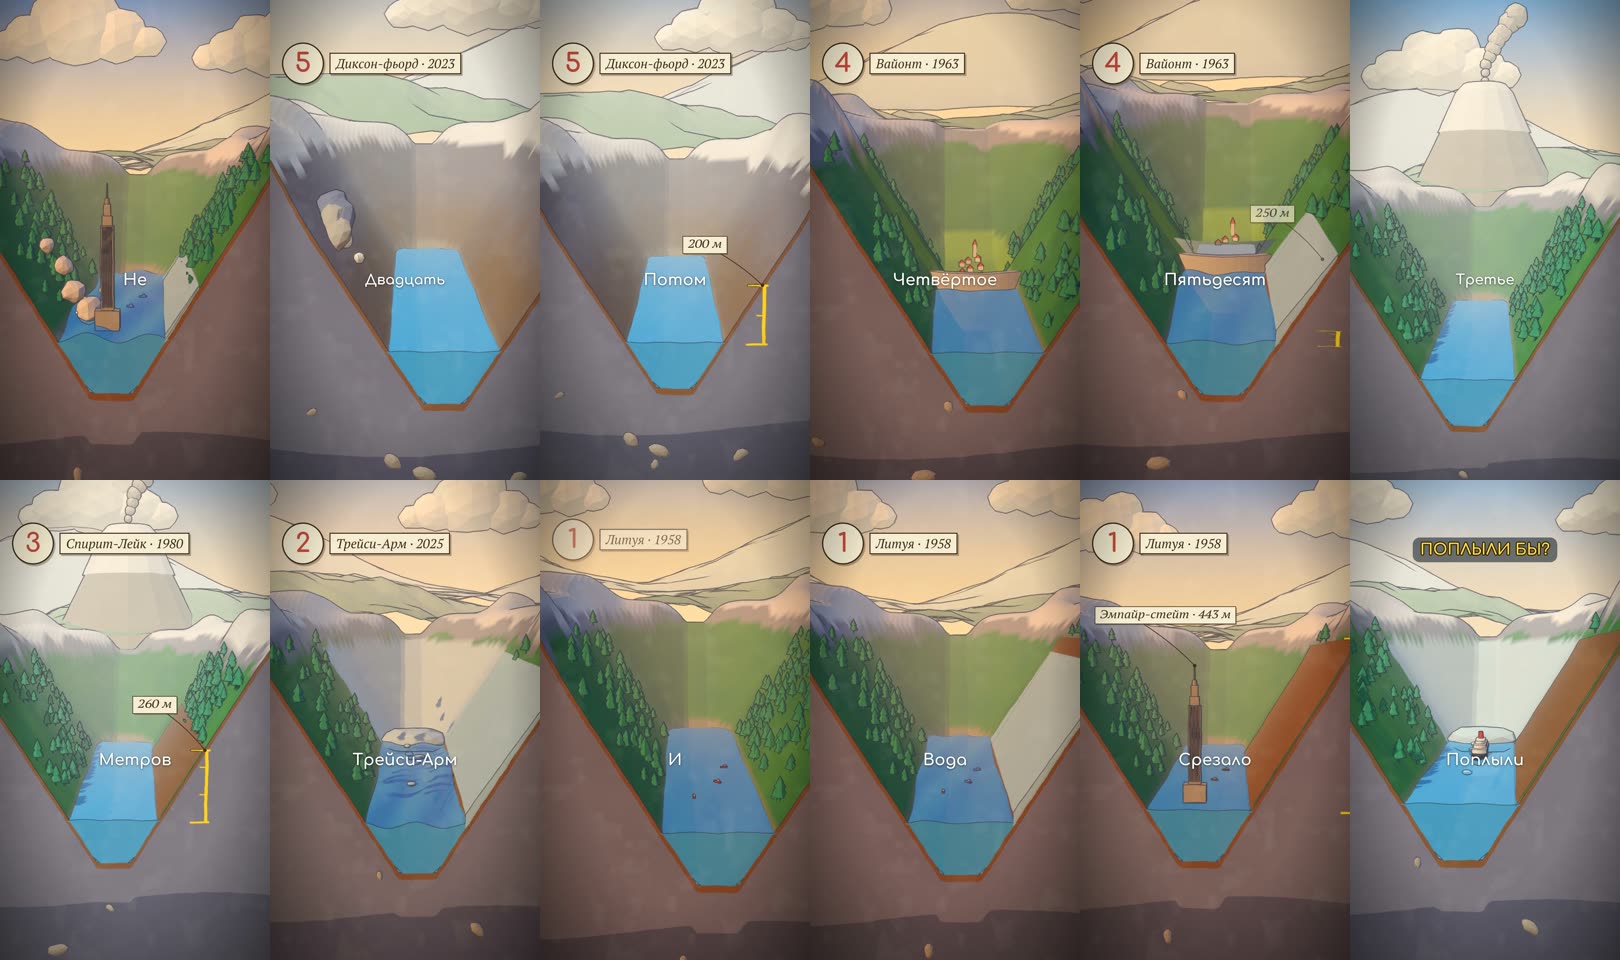 Не
5
Диксон-фьорд · 2023
Двадцать
5
Диксон-фьорд · 2023
200 м
Потом
4
Вайонт · 1963
Четвёртое
4
Вайонт · 1963
250 м
Пятьдесят
Третье
3
Спирит-Лейк · 1980
260 м
Метров
2
Трейси-Арм · 2025
Трейси-Арм
1
Литуя · 1958
И
1
Литуя · 1958
Вода
1
Литуя · 1958
Эмпайр-стейт · 443 м
Срезало
ПОПЛЫЛИ БЫ?
Поплыли